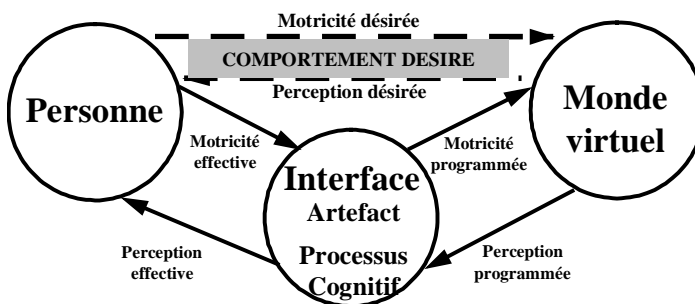 Motricité désirée
COMPORTEMENT DESIRE
Perception désirée
Personne
Monde
virtuel
Motricité
effective
Motricité
programmée
Interface
Artefact
Processus
Cognitif
Perception
effective
Perception
programmée